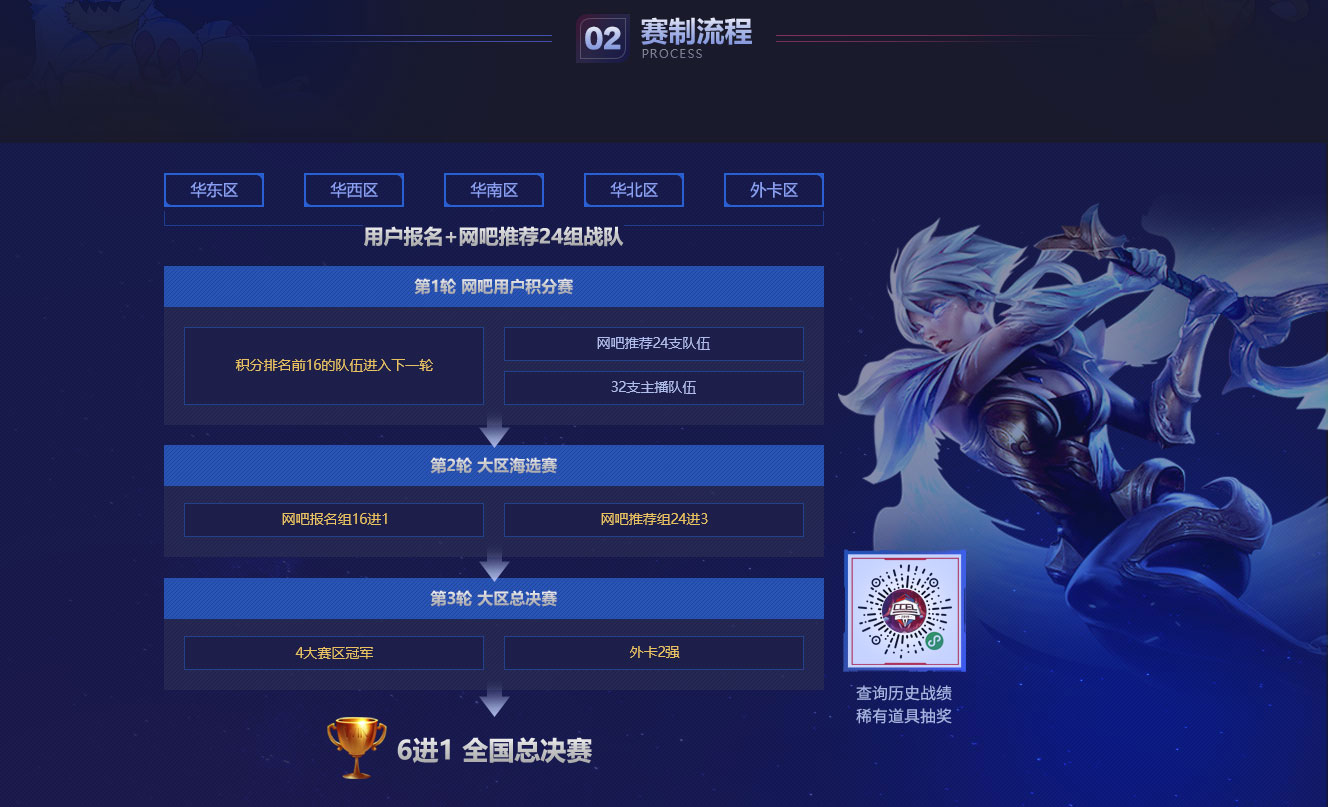 02
赛制流程
PROCESS
华东区
华西区
华南区
华北区
外卡区
用户报名+网吧推荐24组战队
第1轮 网吧用户积分赛
积分排名前16的队伍进入下一轮
网吧推荐24支队伍
32支主播队伍
第2轮 大区海选赛
网吧报名组16进1
网吧推荐组24进3
第3轮 大区总决赛
4大赛区冠军
外卡2强
6进1 全国总决赛
查询历史战绩
稀有道具抽奖